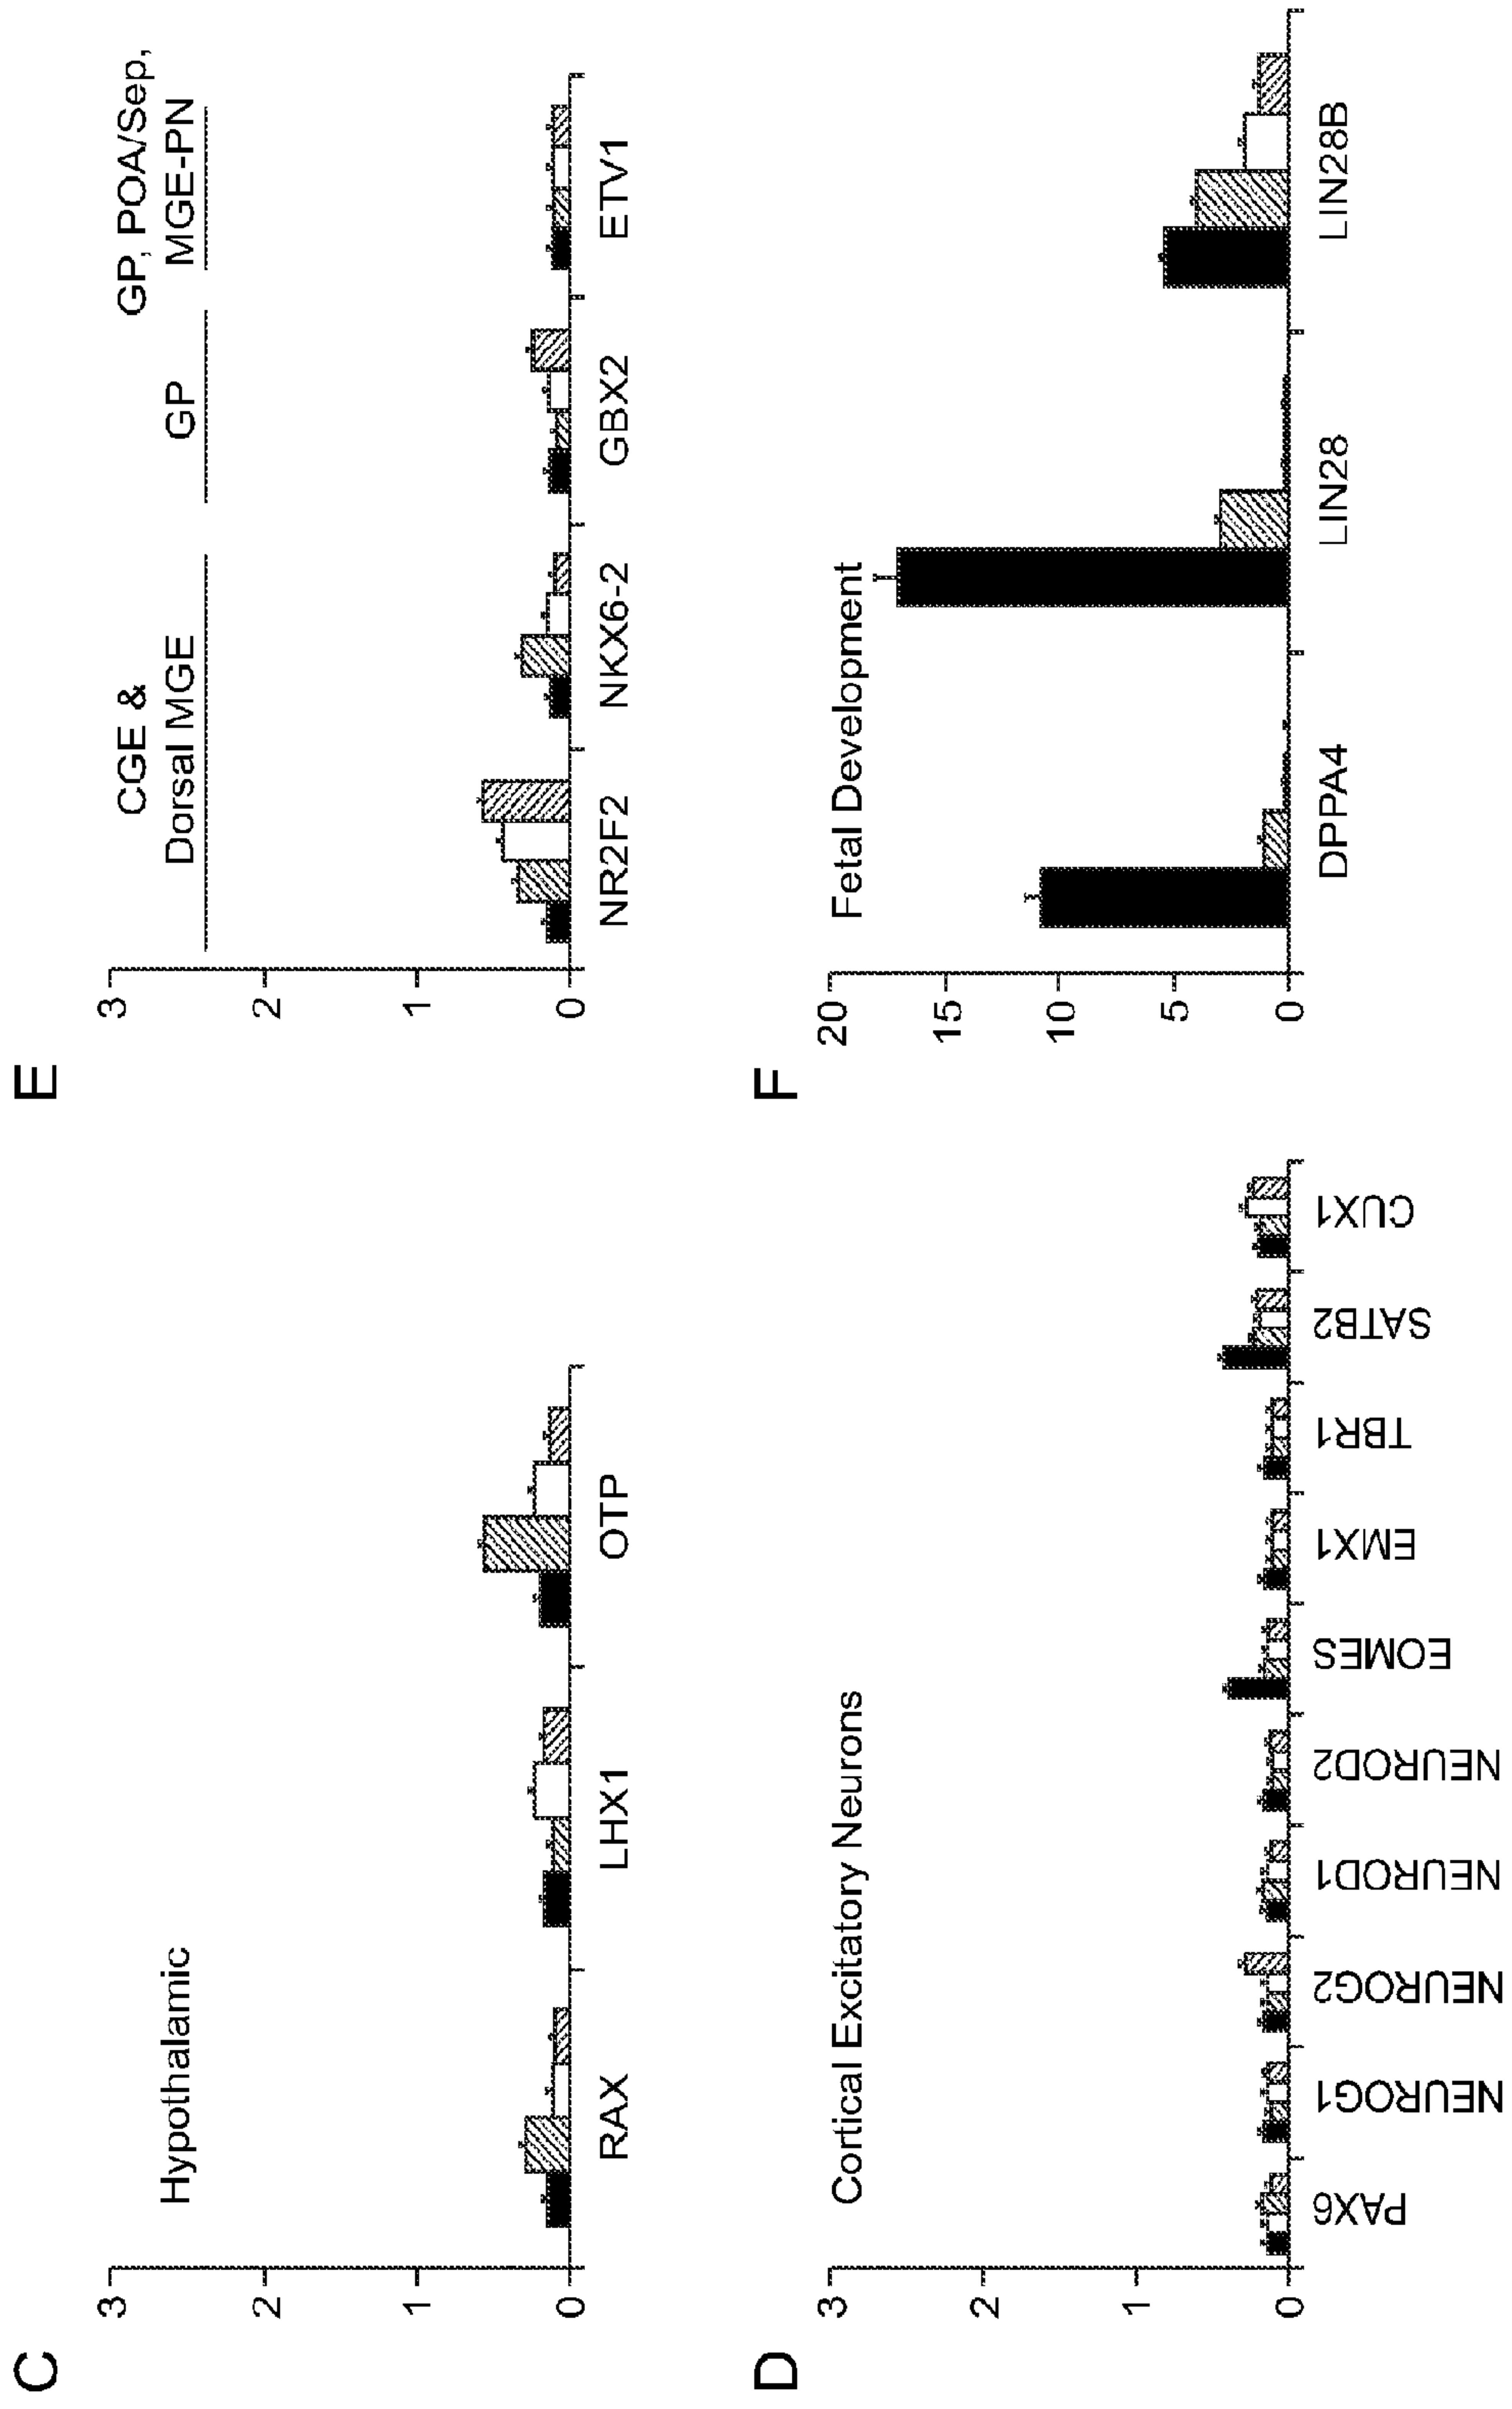 C
Hypothalamic
3
2
1
0
RAX
LHX1
OTP
D
Cortical Excitatory Neurons
3
2
1
0
PAX6
NEUROG1
NEUROG2
NEUROD1
NEUROD2
EOMES
EMX1
TBR1
SATB2
CUX1
E
CGE &
Dorsal MGE
GP
GP, POA/Sep,
MGE-PN
3
2
1
0
NR2F2
NKX6-2
GBX2
ETV1
F
Fetal Development
20
15
10
5
0
DPPA4
LIN28
LIN28B